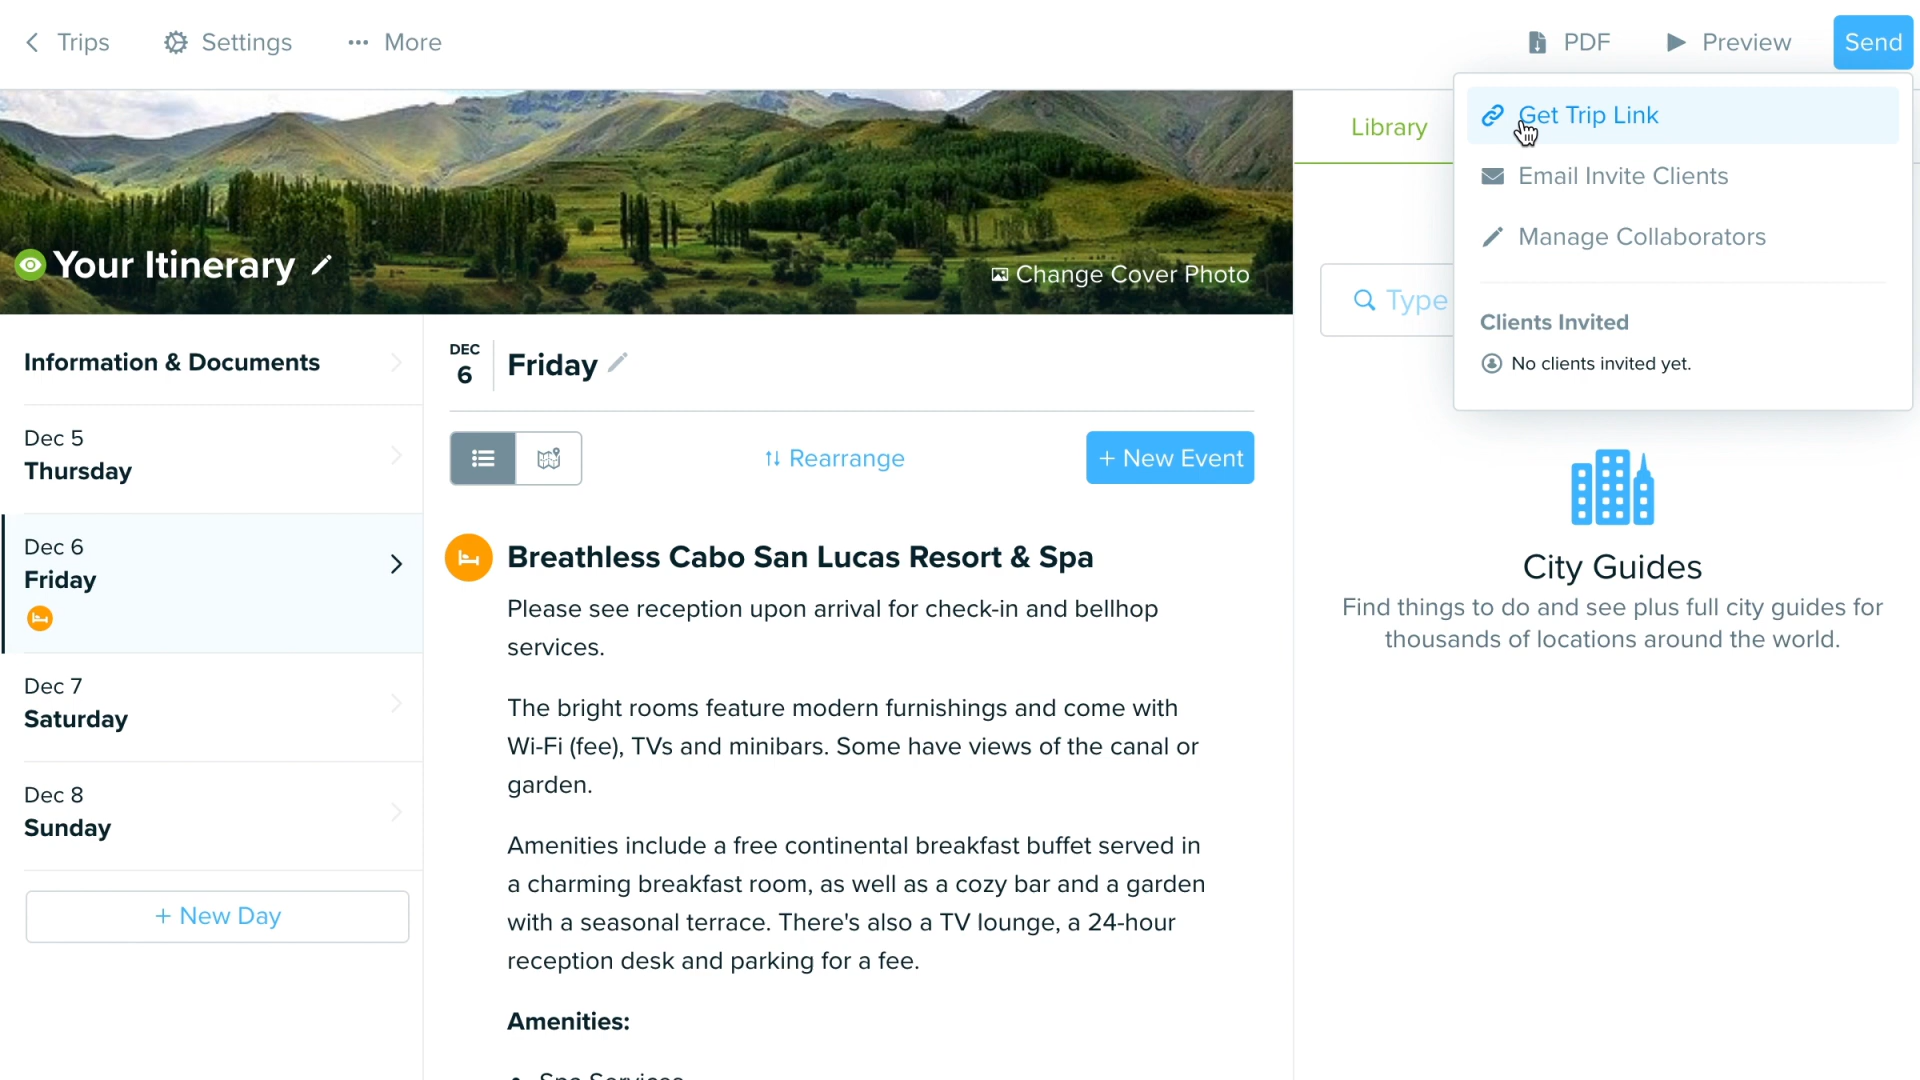 Trips
Settings
More
PDF
Preview
Send
Get Trip Link
Email Invite Clients
Manage Collaborators
Clients Invited
No clients invited yet.
Library
Type
Your Itinerary
Change Cover Photo
Information & Documents
Dec 5
Thursday
Dec 6
Friday
Dec 7
Saturday
Dec 8
Sunday
+ New Day
DEC
6
Friday
Rearrange
+ New Event
Breathless Cabo San Lucas Resort & Spa
Please see reception upon arrival for check-in and bellhop
services.
The bright rooms feature modern furnishings and come with
Wi-Fi (fee), TVs and minibars. Some have views of the canal or
garden.
Amenities include a free continental breakfast buffet served in
a charming breakfast room, as well as a cozy bar and a garden
with a seasonal terrace. There's also a TV lounge, a 24-hour
reception desk and parking for a fee.
Amenities:
• Spa Services
City Guides
Find things to do and see plus full city guides for
thousands of locations around the world.